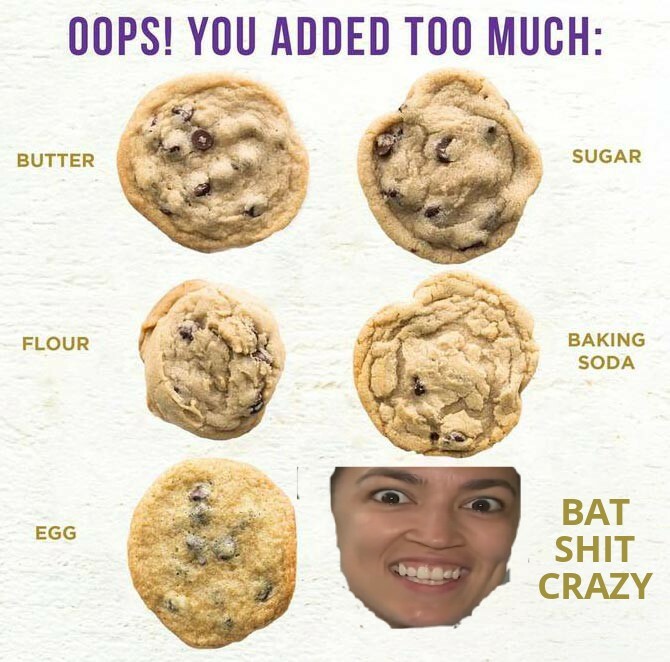 OOPS! YOU ADDED TOO MUCH:
BUTTER
SUGAR
FLOUR
BAKING
SODA
EGG
BAT
SHIT
CRAZY